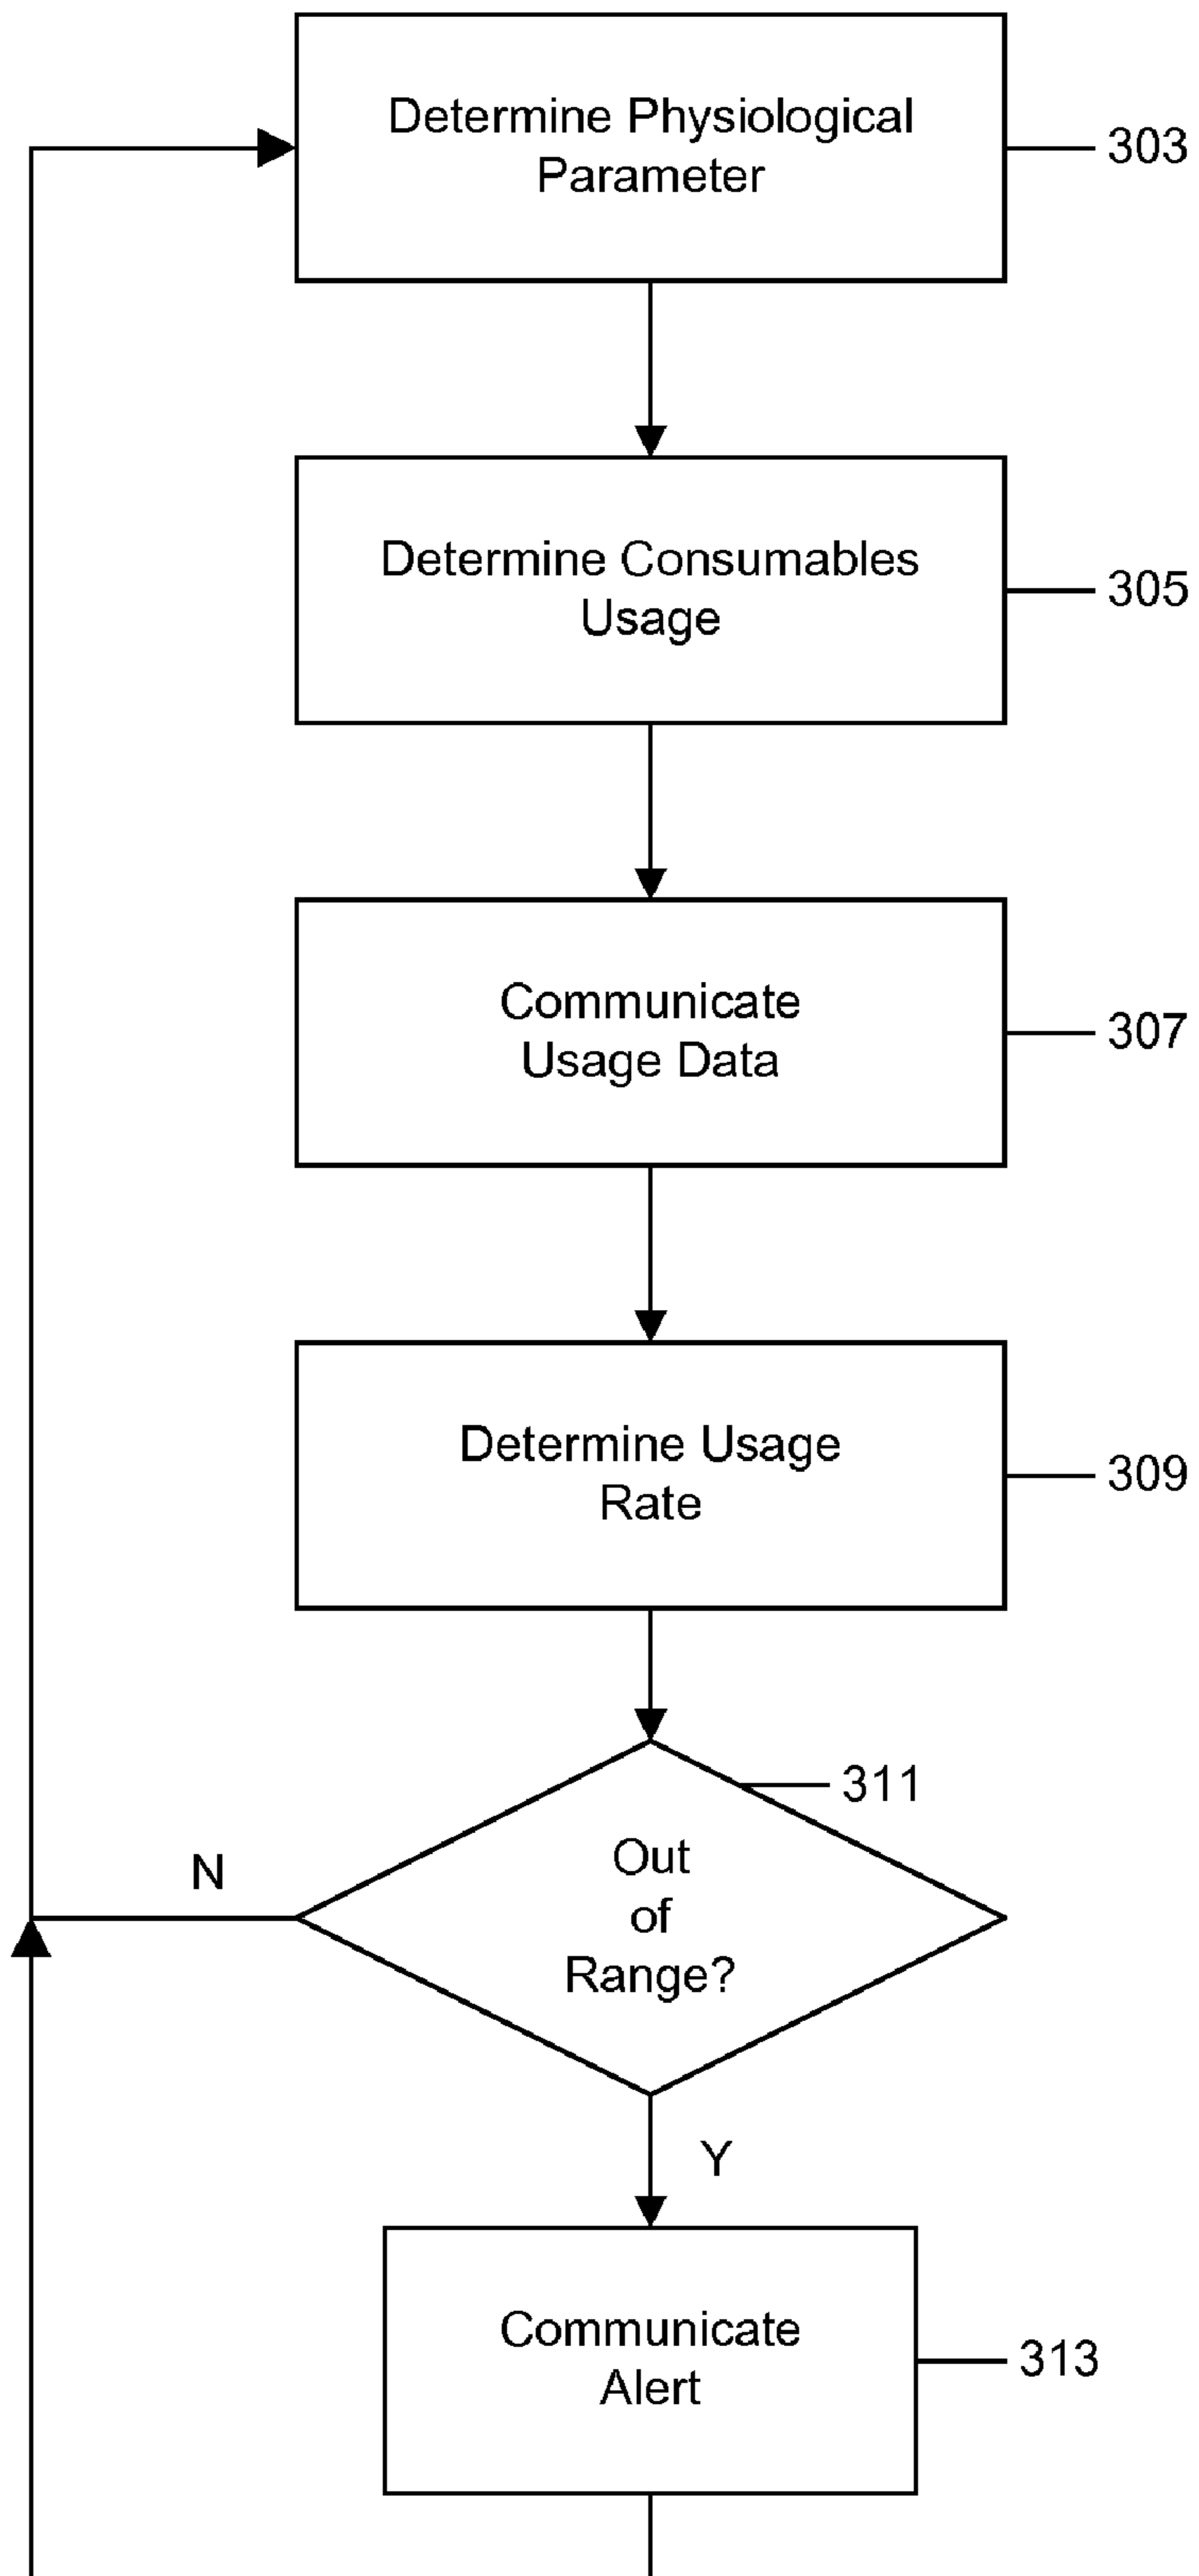 Determine Physiological
Parameter
303
Determine Consumables
Usage
305
Communicate
Usage Data
307
Determine Usage
Rate
309
311
Out
of
Range?
N
Y
Communicate
Alert
313